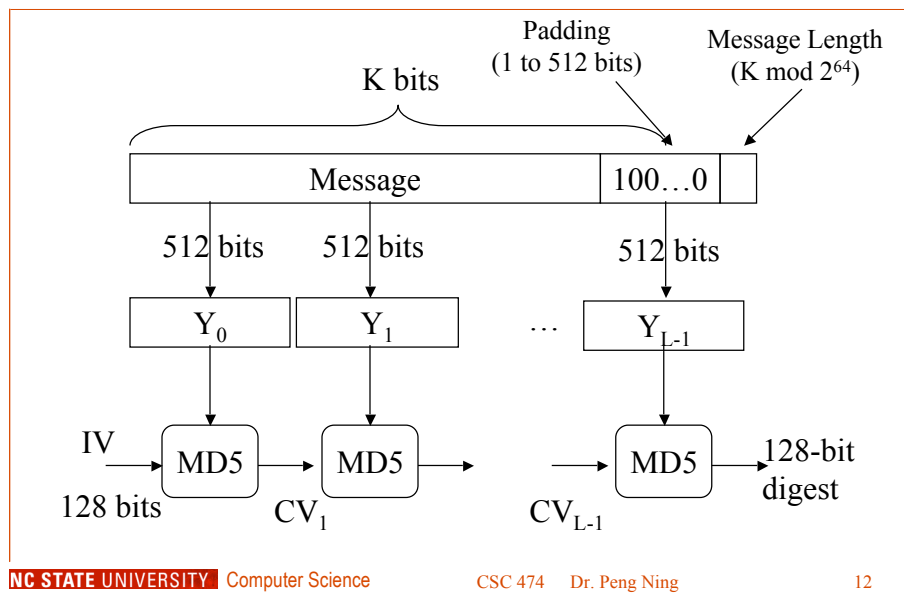 Padding
(1 to 512 bits)
Message Length
(K mod 2⁶⁴)
K bits
Message
100…0
512 bits
512 bits
512 bits
Y₀
Y₁
…
Y_{L-1}
IV
128 bits
MD5
CV₁
MD5
CV_{L-1}
MD5
128-bit
digest
NC STATE UNIVERSITY Computer Science
CSC 474 Dr. Peng Ning
12